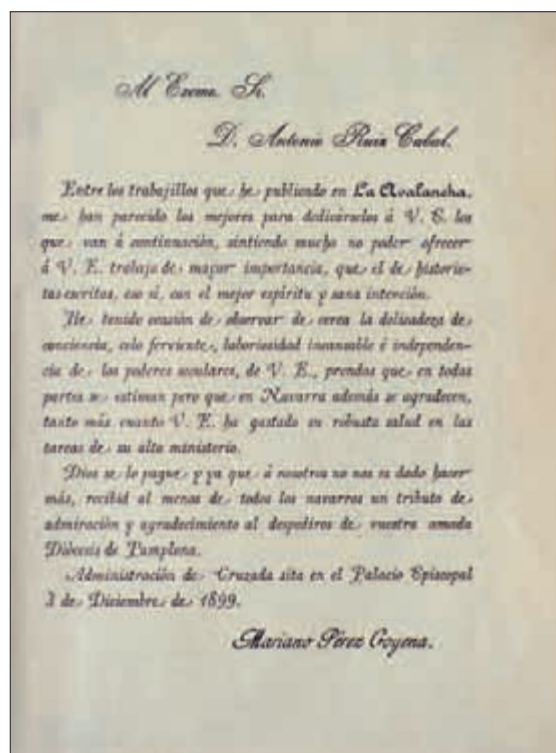 Al Excmo. Sr.
D. Antonio Ruiz Cabal.
Entre los trabajillos que he publicado en La Avalancha,
me han parecido los mejores para dedicárselos á V. E. los
que van á continuación, sintiendo mucho no poder ofrecer
á V. E. trabajo de mayor importancia, que el de historie-
tas escritas, eso sí, con el mejor espíritu y sana intención.
He tenido ocasión de observar de cerca la delicadeza de
conciencia, celo ferviente, laboriosidad incansable é independen-
cia de los poderes seculares, de V. E., prendas que en todas
partes se estiman pero que en Navarra además se agradecen,
tanto más cuanto V. E. ha gastado su robusta salud en las
tareas de su alto ministerio.
Dios se lo pague y ya que á nosotros no nos es dado hacer
más, recibid al menos de todos los navarros un tributo de
admiración y agradecimiento al despediros de vuestra amada
Diócesis de Pamplona.
Administración de Cruzada sita en el Palacio Episcopal
3 de Diciembre de 1899.
Mariano Pérez Goyena.